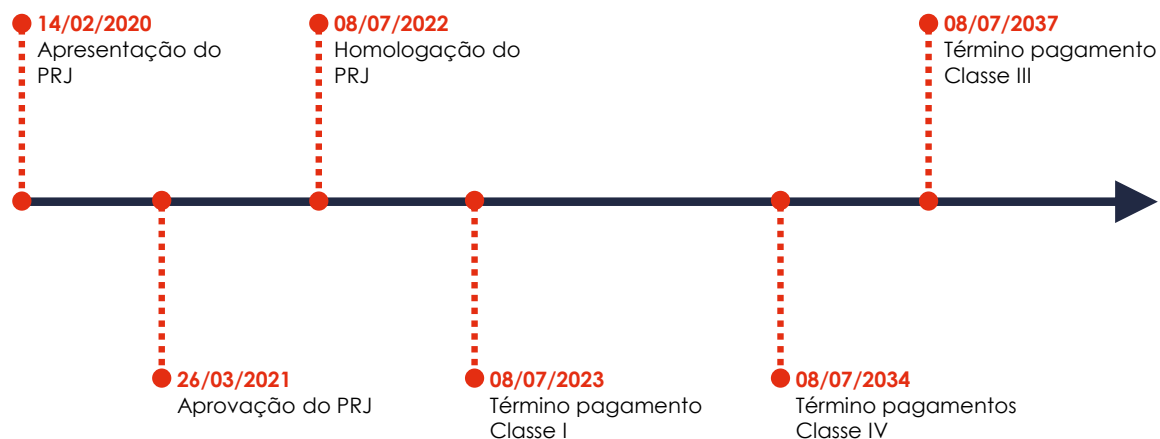 14/02/2020
Apresentação do
PRJ
08/07/2022
Homologação do
PRJ
08/07/2037
Término pagamento
Classe III
26/03/2021
Aprovação do PRJ
08/07/2023
Término pagamento
Classe I
08/07/2034
Término pagamentos
Classe IV